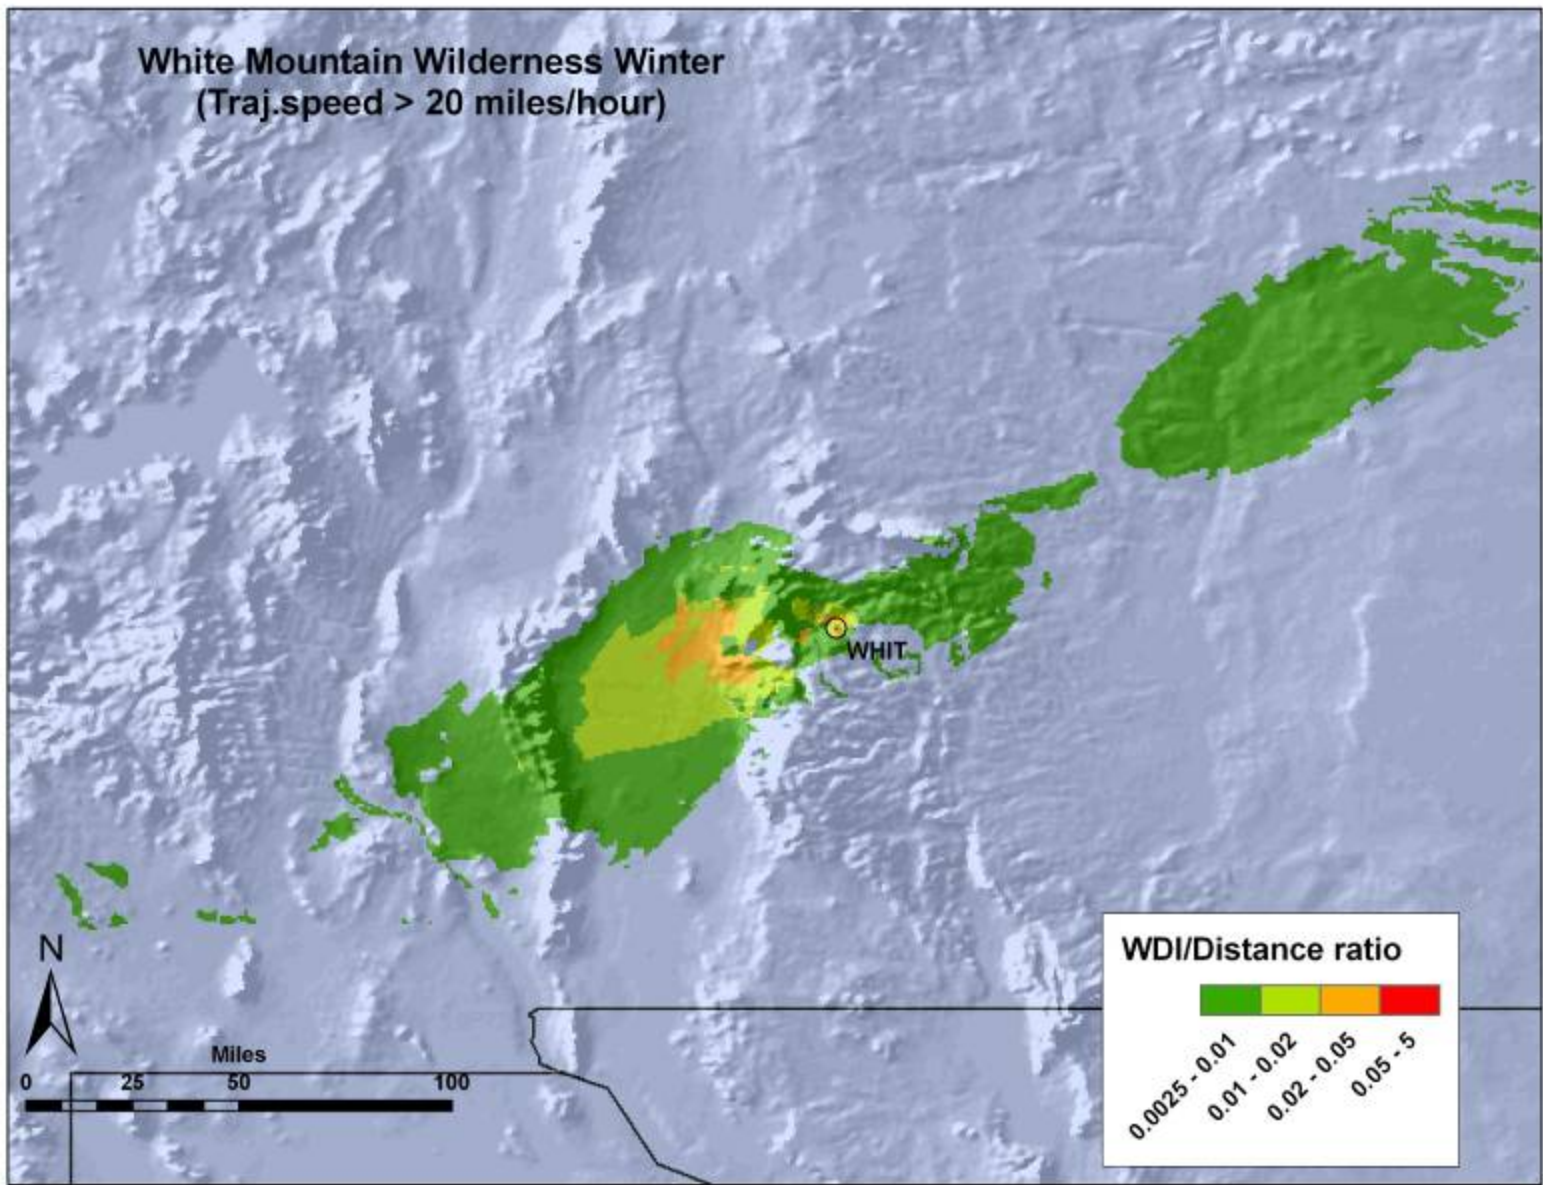 White Mountain Wilderness Winter
(Traj.speed > 20 miles/hour)
WHIT
N
Miles
0 25 50 100
WDI/Distance ratio
0.0025 - 0.01
0.01 - 0.02
0.02 - 0.05
0.05 - 5